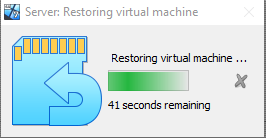 Server: Restoring virtual machine
Restoring virtual machine ...
41 seconds remaining